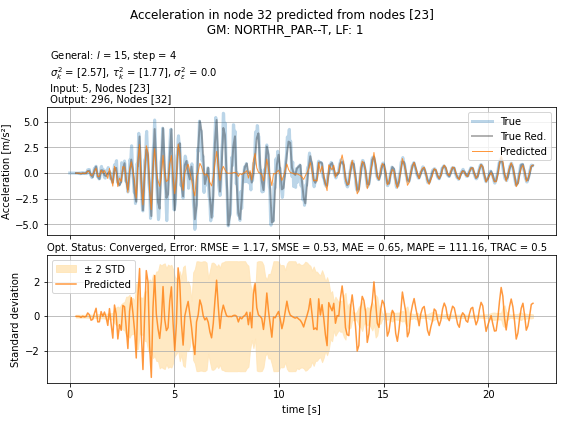 Acceleration in node 32 predicted from nodes [23]
GM: NORTHR_PAR--T, LF: 1
General: l = 15, step = 4
σ²ₖ = [2.57], τ²ₖ = [1.77], σ²ε = 0.0
Input: 5, Nodes [23]
Output: 296, Nodes [32]
Acceleration [m/s²]
5.0
2.5
0.0
−2.5
−5.0
True
True Red.
Predicted
Opt. Status: Converged, Error: RMSE = 1.17, SMSE = 0.53, MAE = 0.65, MAPE = 111.16, TRAC = 0.5
Standard deviation
2
0
−2
± 2 STD
Predicted
0
5
10
15
20
time [s]